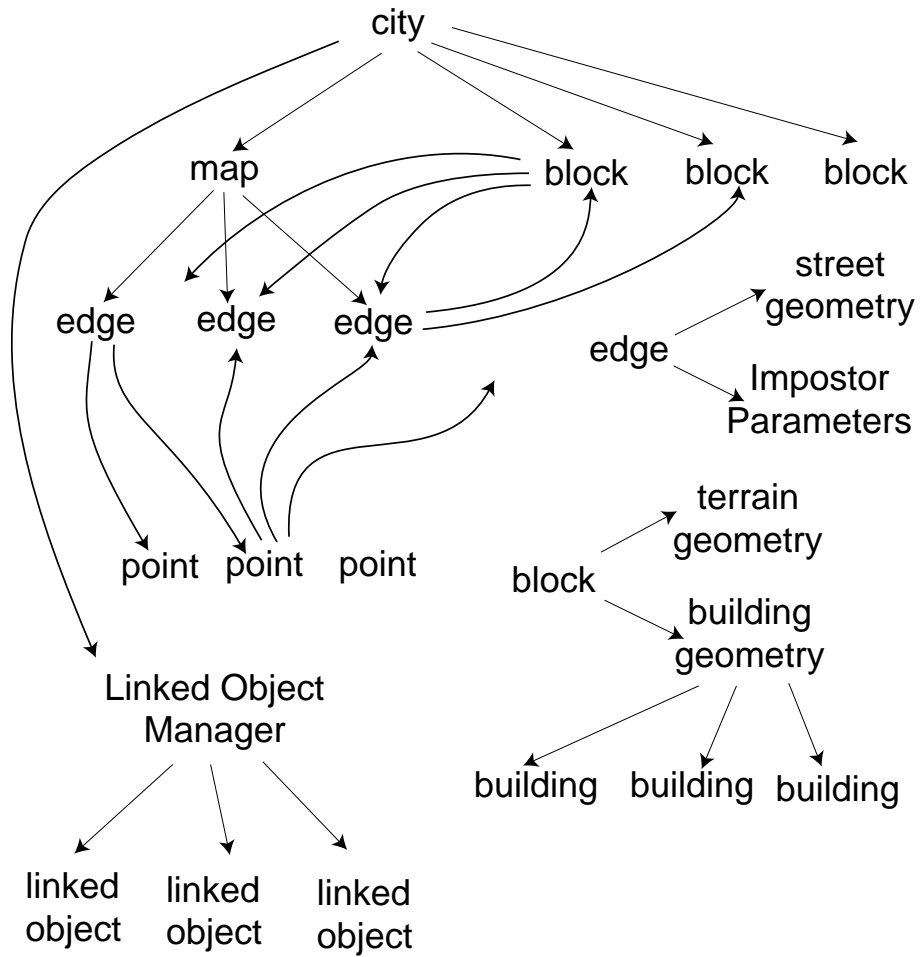 city
map
block
block
block
edge
edge
edge
street
geometry
edge
Impostor
Parameters
point
point
point
terrain
geometry
block
building
geometry
Linked Object
Manager
building
building
building
linked
object
linked
object
linked
object